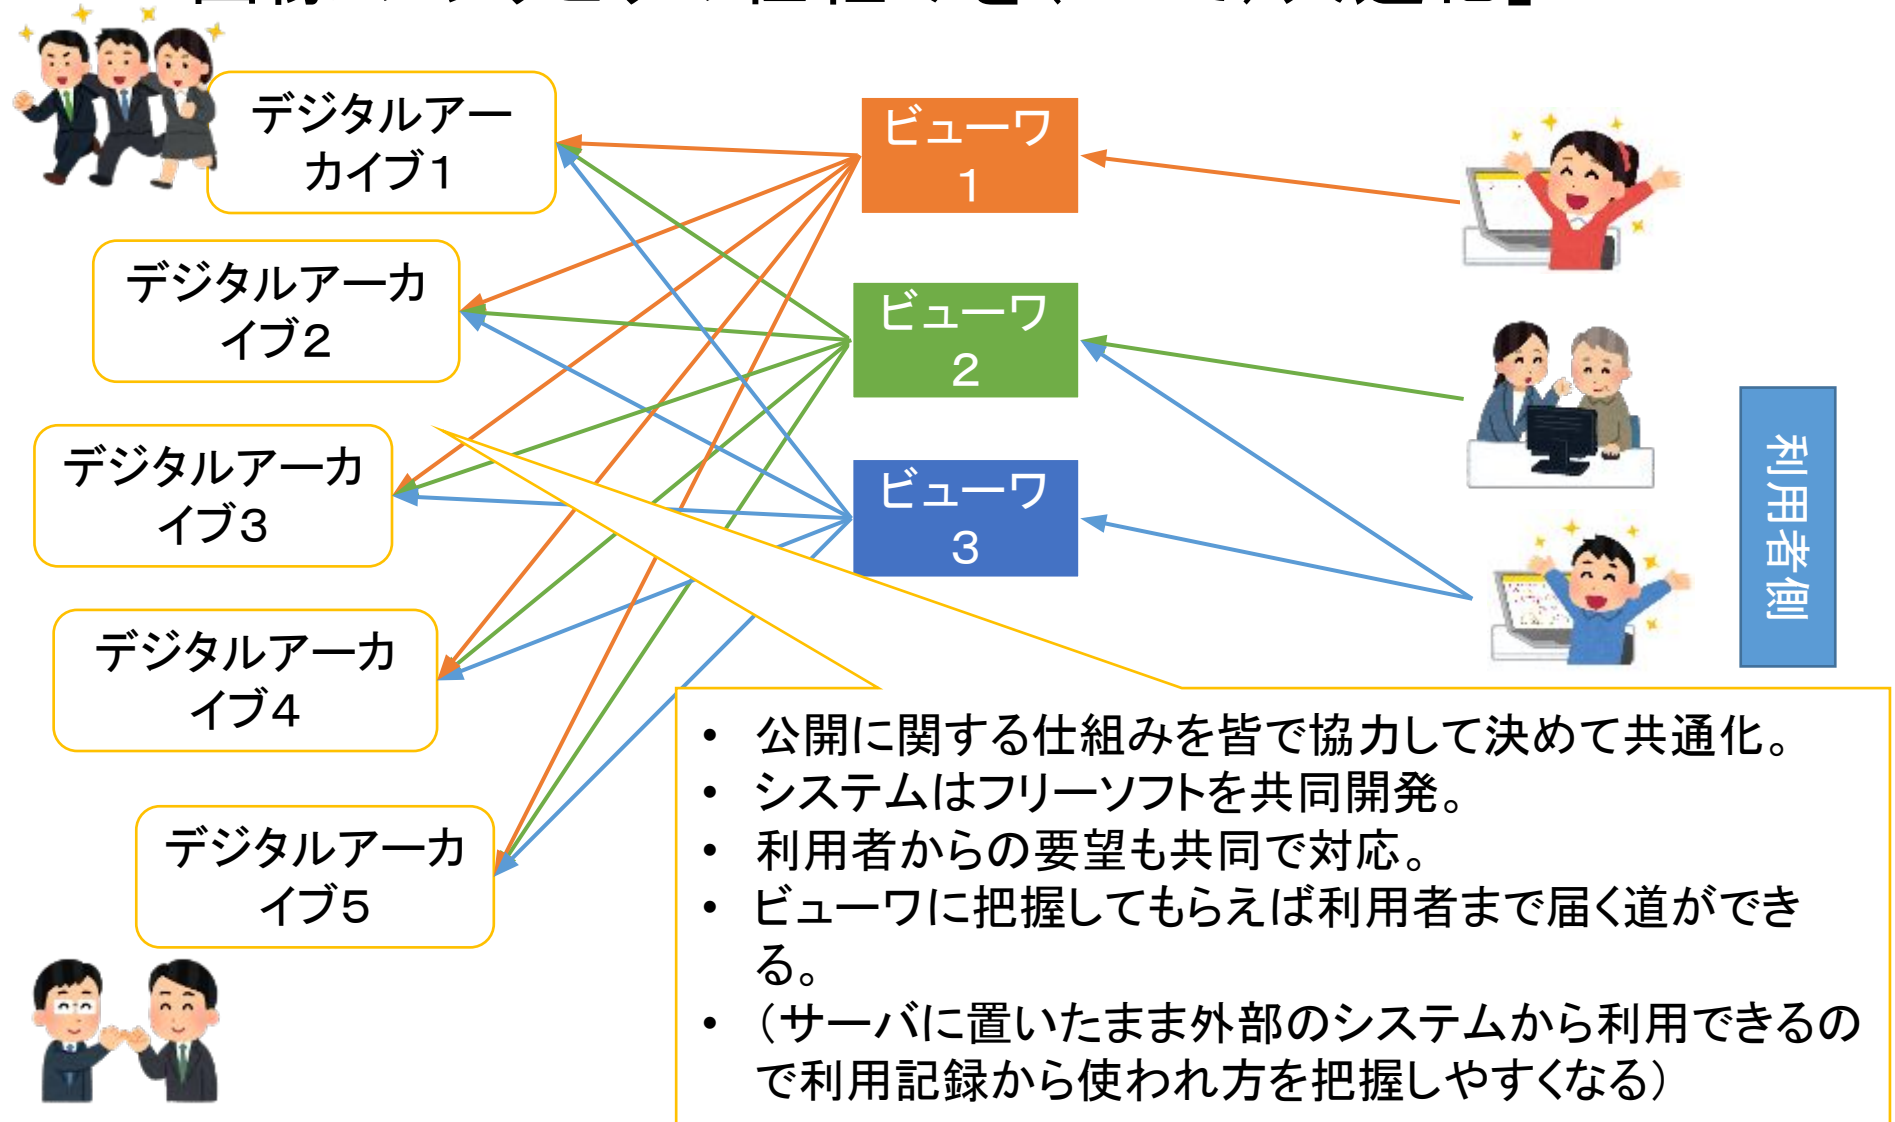 デジタルアー
カイブ１
デジタルアーカ
イブ２
デジタルアーカ
イブ３
デジタルアーカ
イブ４
デジタルアーカ
イブ５
ビューワ
１
ビューワ
２
ビューワ
３
利用者側
• 公開に関する仕組みを皆で協力して決めて共通化。
• システムはフリーソフトを共同開発。
• 利用者からの要望も共同で対応。
• ビューワに把握してもらえば利用者まで届く道ができ
る。
• （サーバに置いたまま外部のシステムから利用できるの
で利用記録から使われ方を把握しやすくなる）